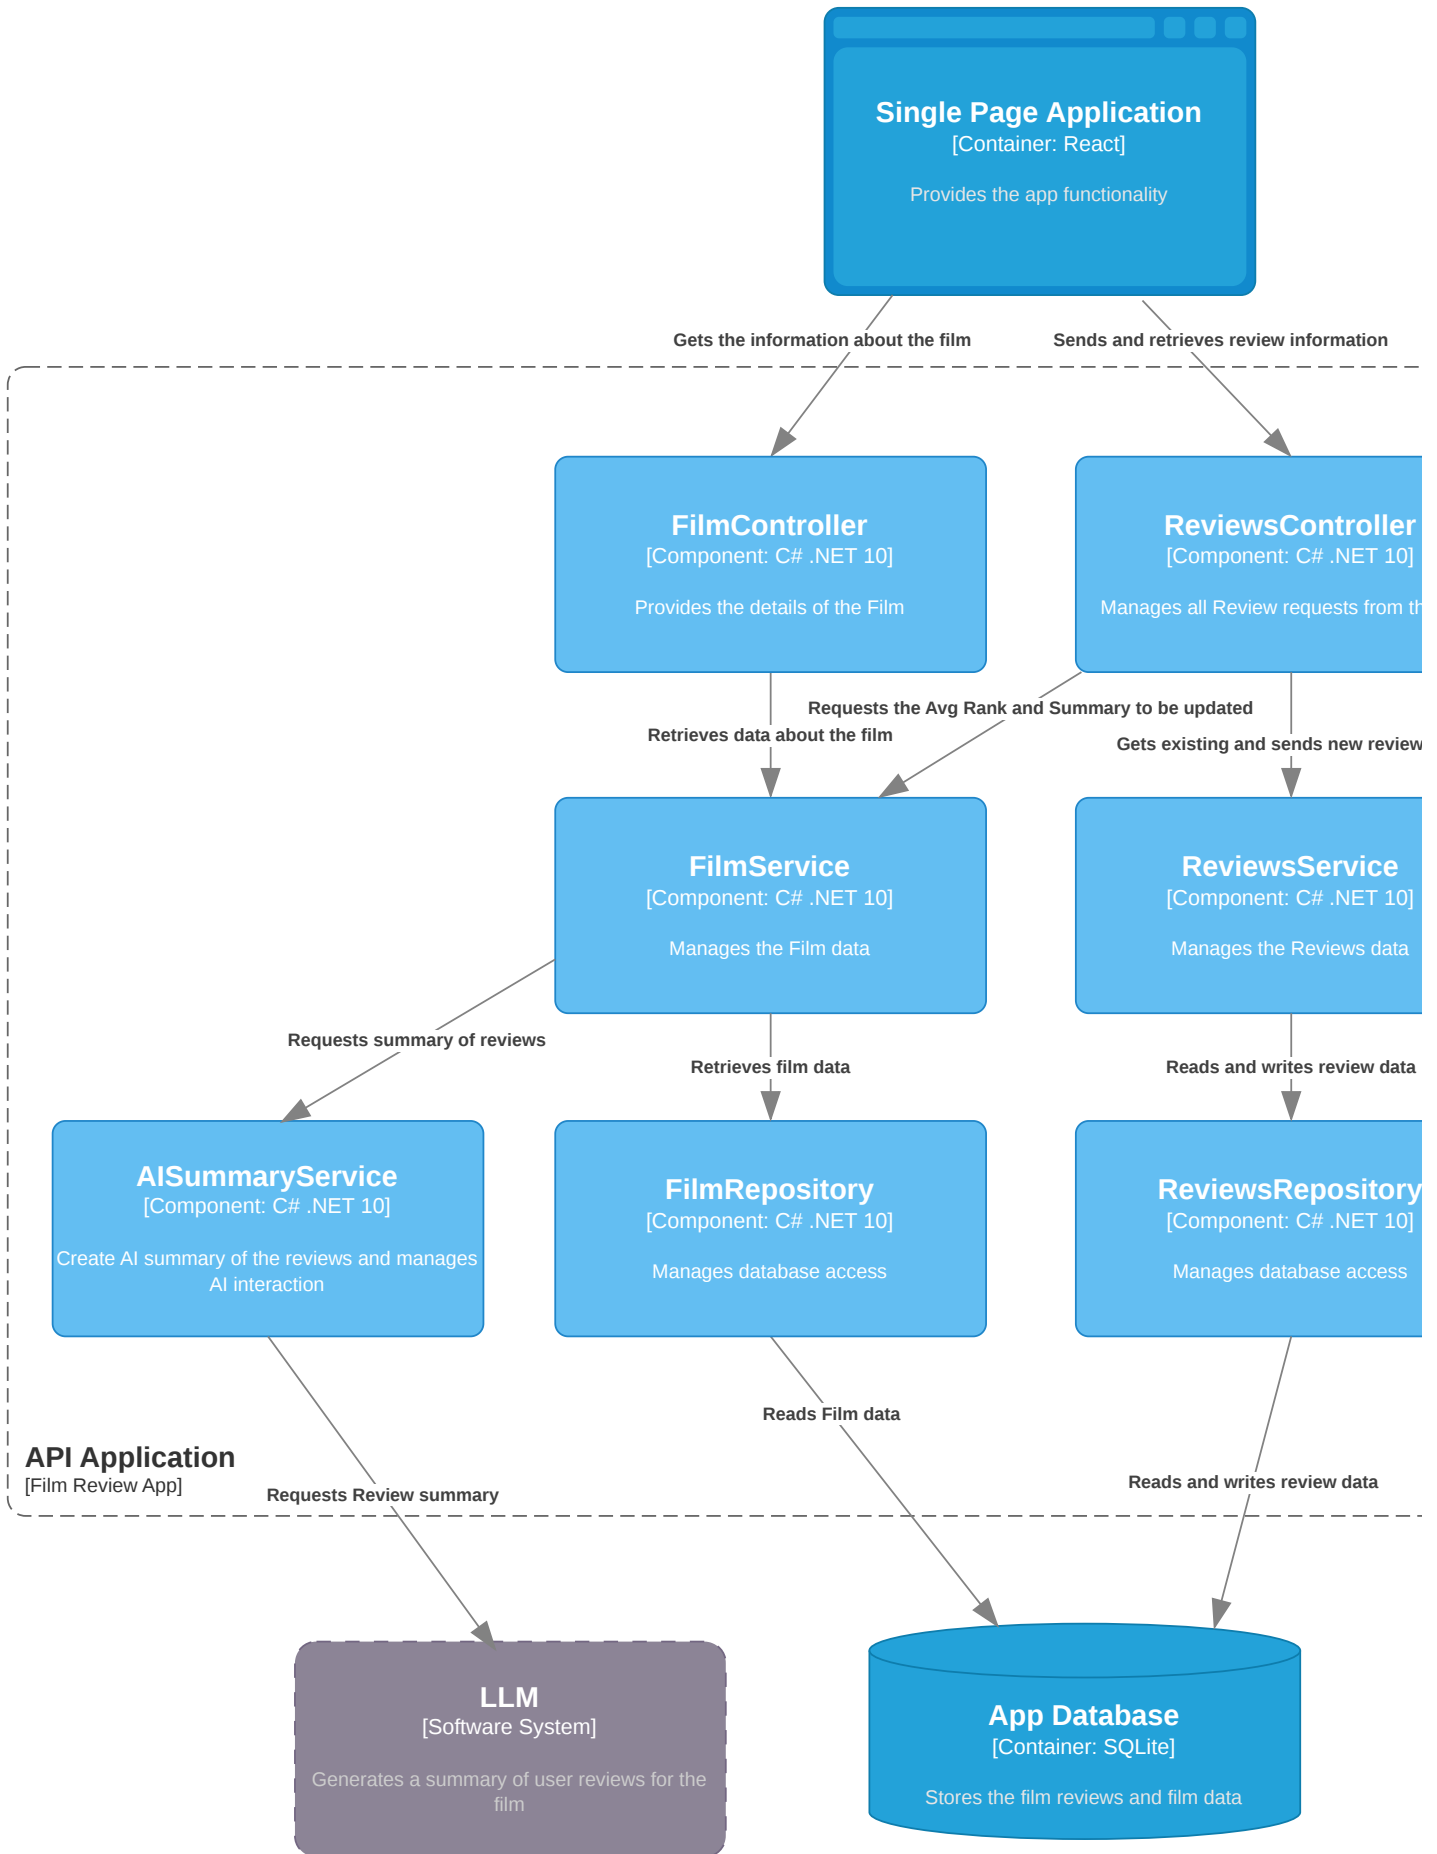 Single Page Application
[Container: React]
Provides the app functionality
Gets the information about the film
Sends and retrieves review information
FilmController
[Component: C# .NET 10]
Provides the details of the Film
ReviewsController
[Component: C# .NET 10]
Manages all Review requests from
Requests the Avg Rank and Summary to be updated
Retrieves data about the film
Gets existing and sends new review
FilmService
[Component: C# .NET 10]
Manages the Film data
ReviewsService
[Component: C# .NET 10]
Manages the Reviews data
Requests summary of reviews
Retrieves film data
Reads and writes review data
AISummaryService
[Component: C# .NET 10]
Create AI summary of the reviews and manages
AI interaction
FilmRepository
[Component: C# .NET 10]
Manages database access
ReviewsRepository
[Component: C# .NET 10]
Manages database access
Reads Film data
API Application
[Film Review App]
Requests Review summary
Reads and writes review data
LLM
[Software System]
Generates a summary of user reviews for the
film
App Database
[Container: SQLite]
Stores the film reviews and film data